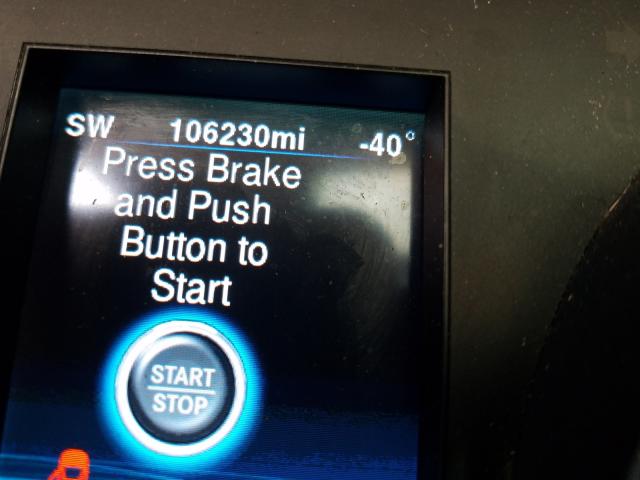 SW 106230mi -40°
Press Brake
and Push
Button to
Start
START
STOP